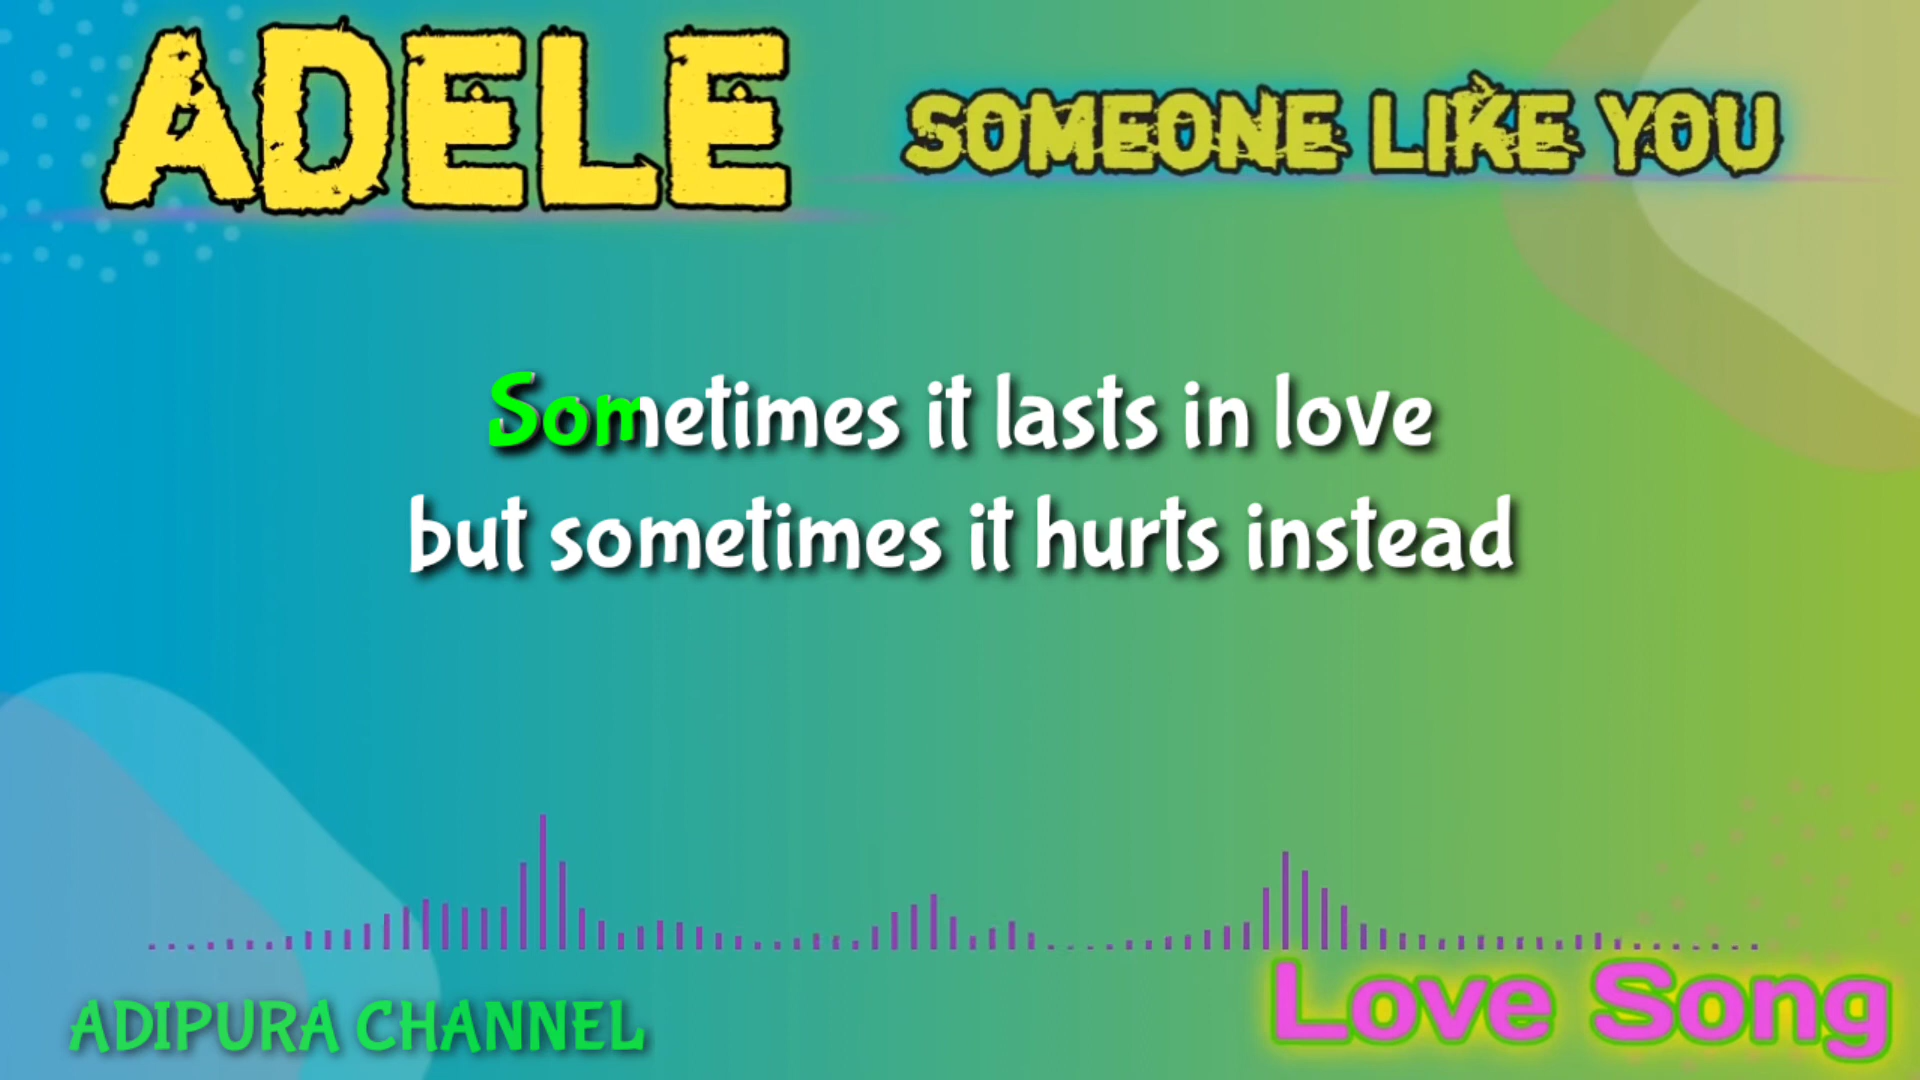 ADELE
SOMEONE LIKE YOU
Sometimes it lasts in love
but sometimes it hurts instead
ADIPURA CHANNEL
Love Song